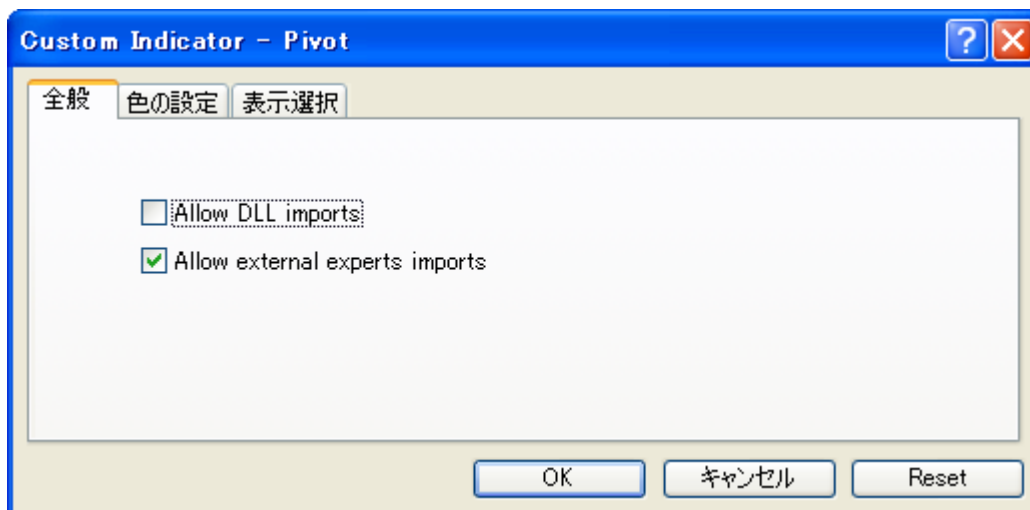 Custom Indicator - Pivot
?
全般 色の設定 表示選択
Allow DLL imports
Allow external experts imports
OK キャンセル Reset